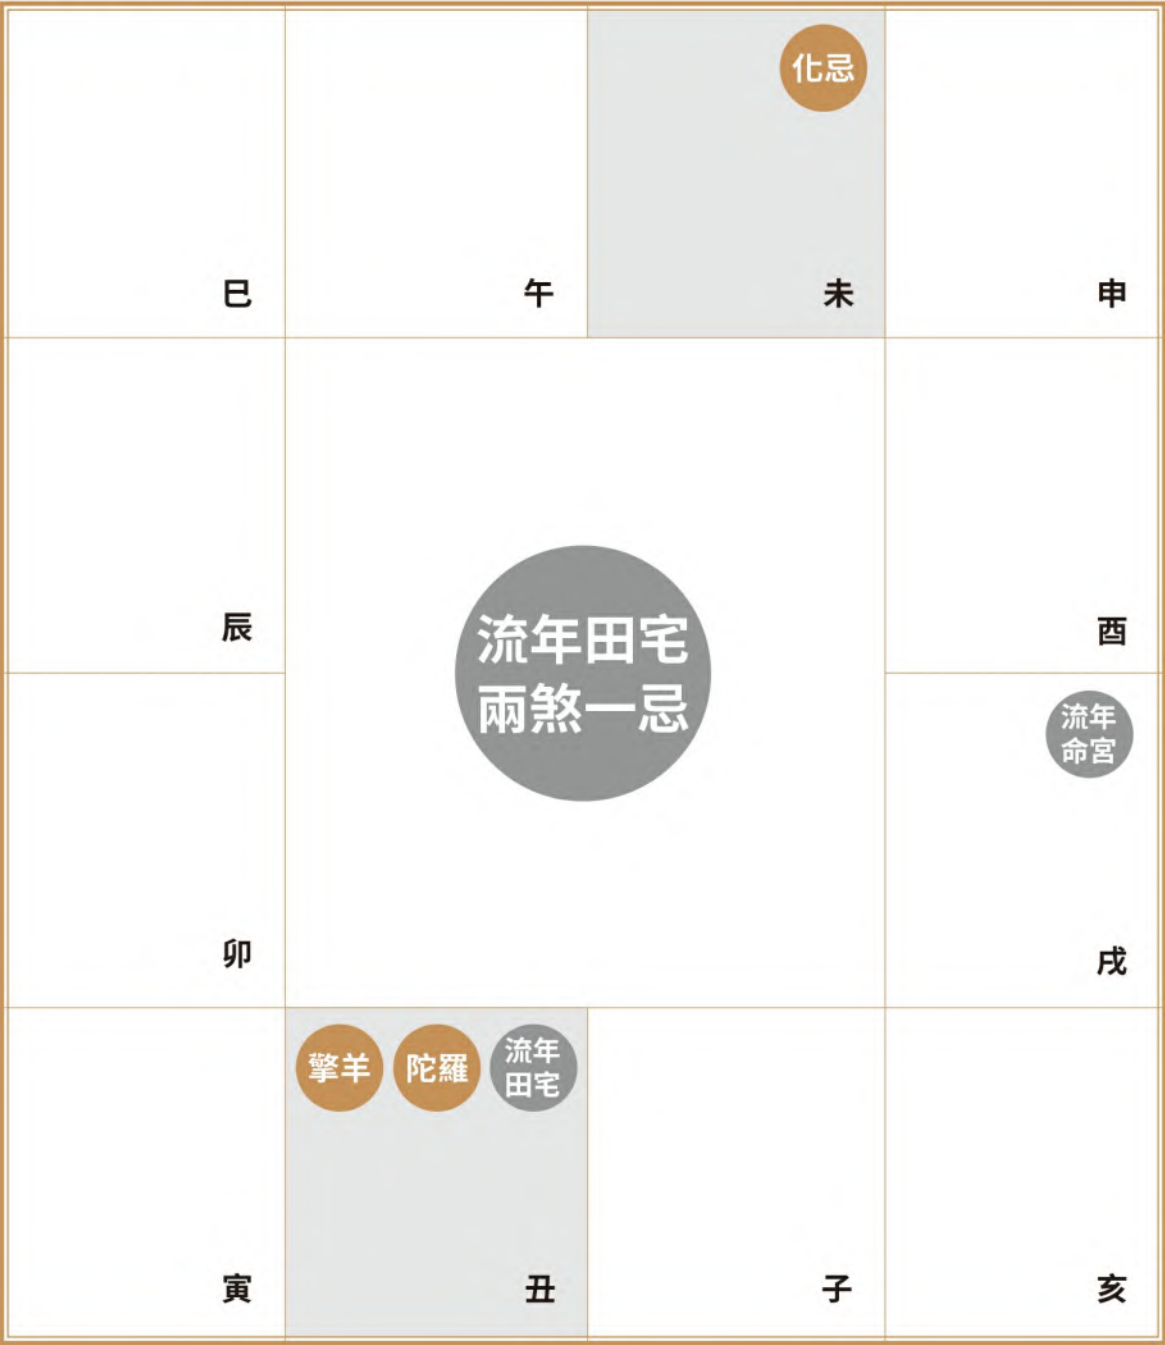 化忌
巳
午
未
申
流年田宅
兩煞一忌
辰
酉
流年
命宮
卯
戌
擎羊
陀羅
流年
田宅
寅
丑
子
亥